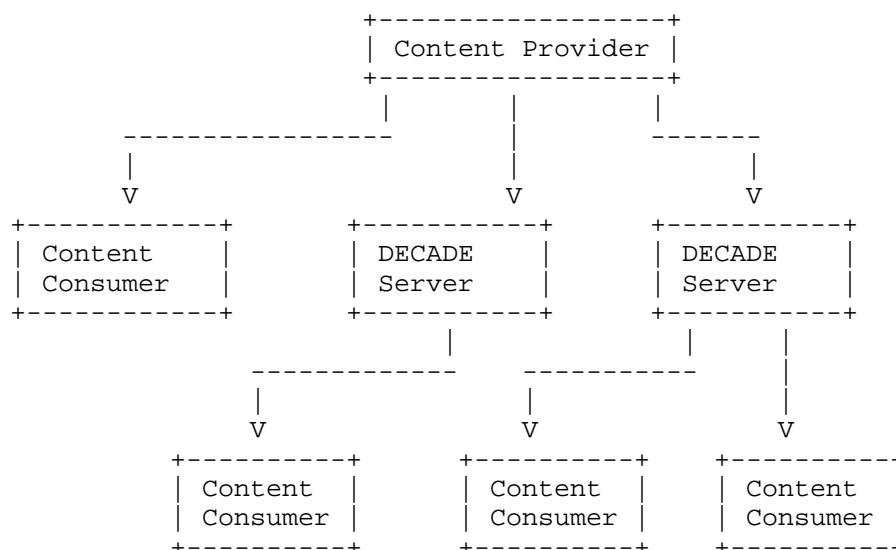 Content Provider
Content DECADE DECADE
Consumer Server Server
Content Content Content
Consumer Consumer Consumer